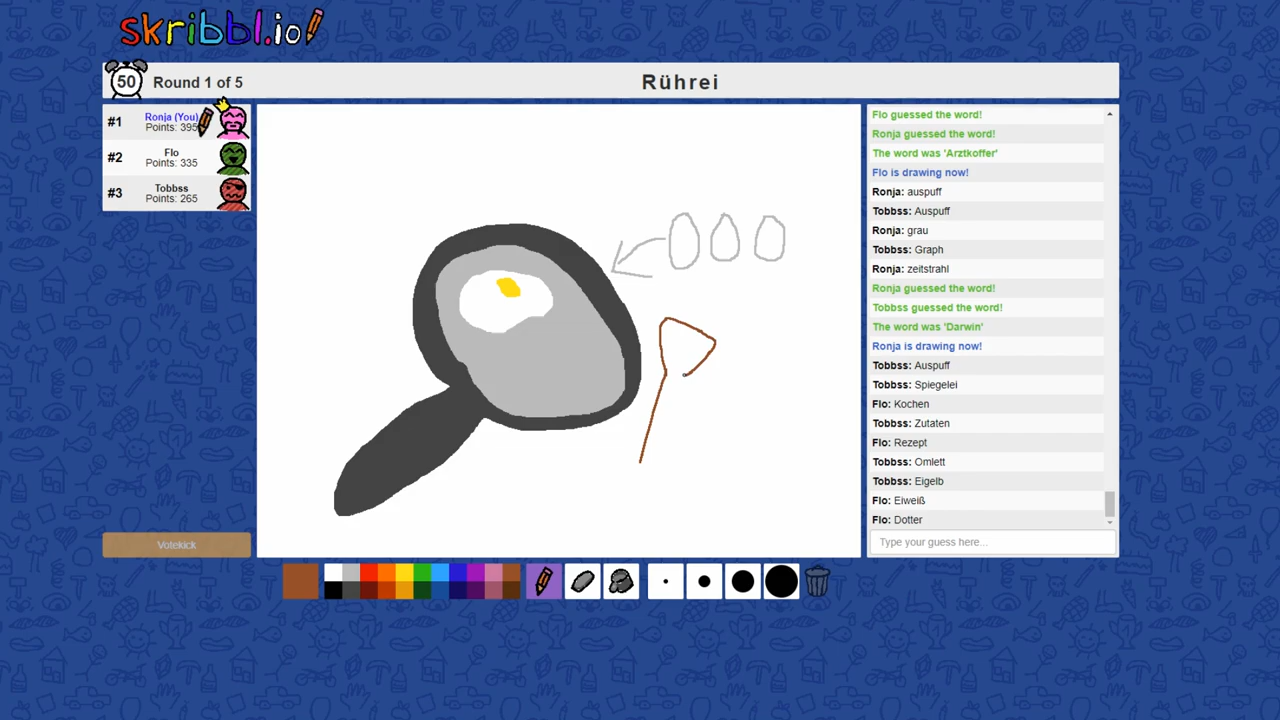 skribbl.io
50
Round 1 of 5
Rührei
#1
Ronja (You)
Points: 395
#2
Flo
Points: 335
#3
Tobbss
Points: 265
Votekick
Flo guessed the word!
Ronja guessed the word!
The word was 'Arztkoffer'
Flo is drawing now!
Ronja: auspuff
Tobbss: Auspuff
Ronja: grau
Tobbss: Graph
Ronja: zeitstrahl
Ronja guessed the word!
Tobbss guessed the word!
The word was 'Darwin'
Ronja is drawing now!
Tobbss: Auspuff
Tobbss: Spiegelei
Flo: Kochen
Tobbss: Zutaten
Flo: Rezept
Tobbss: Omlett
Tobbss: Eigelb
Flo: Eiweiß
Flo: Dotter
Type your guess here...